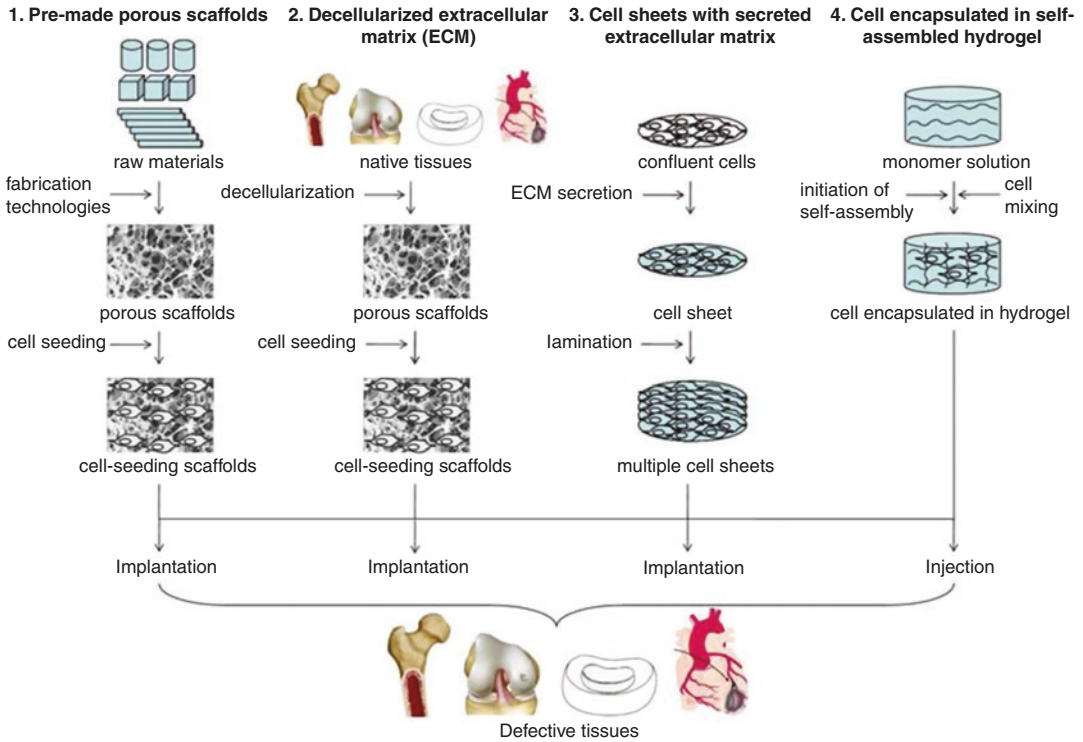 1. Pre-made porous scaffolds
2. Decellularized extracellular
matrix (ECM)
3. Cell sheets with secreted
extracellular matrix
4. Cell encapsulated in self-
assembled hydrogel
raw materials
native tissues
confluent cells
monomer solution
fabrication
technologies
decellularization
ECM secretion
initiation of
self-assembly
cell
mixing
porous scaffolds
porous scaffolds
cell sheet
cell encapsulated in hydrogel
cell seeding
cell seeding
lamination
cell-seeding scaffolds
cell-seeding scaffolds
multiple cell sheets
Implantation
Implantation
Implantation
Injection
Defective tissues